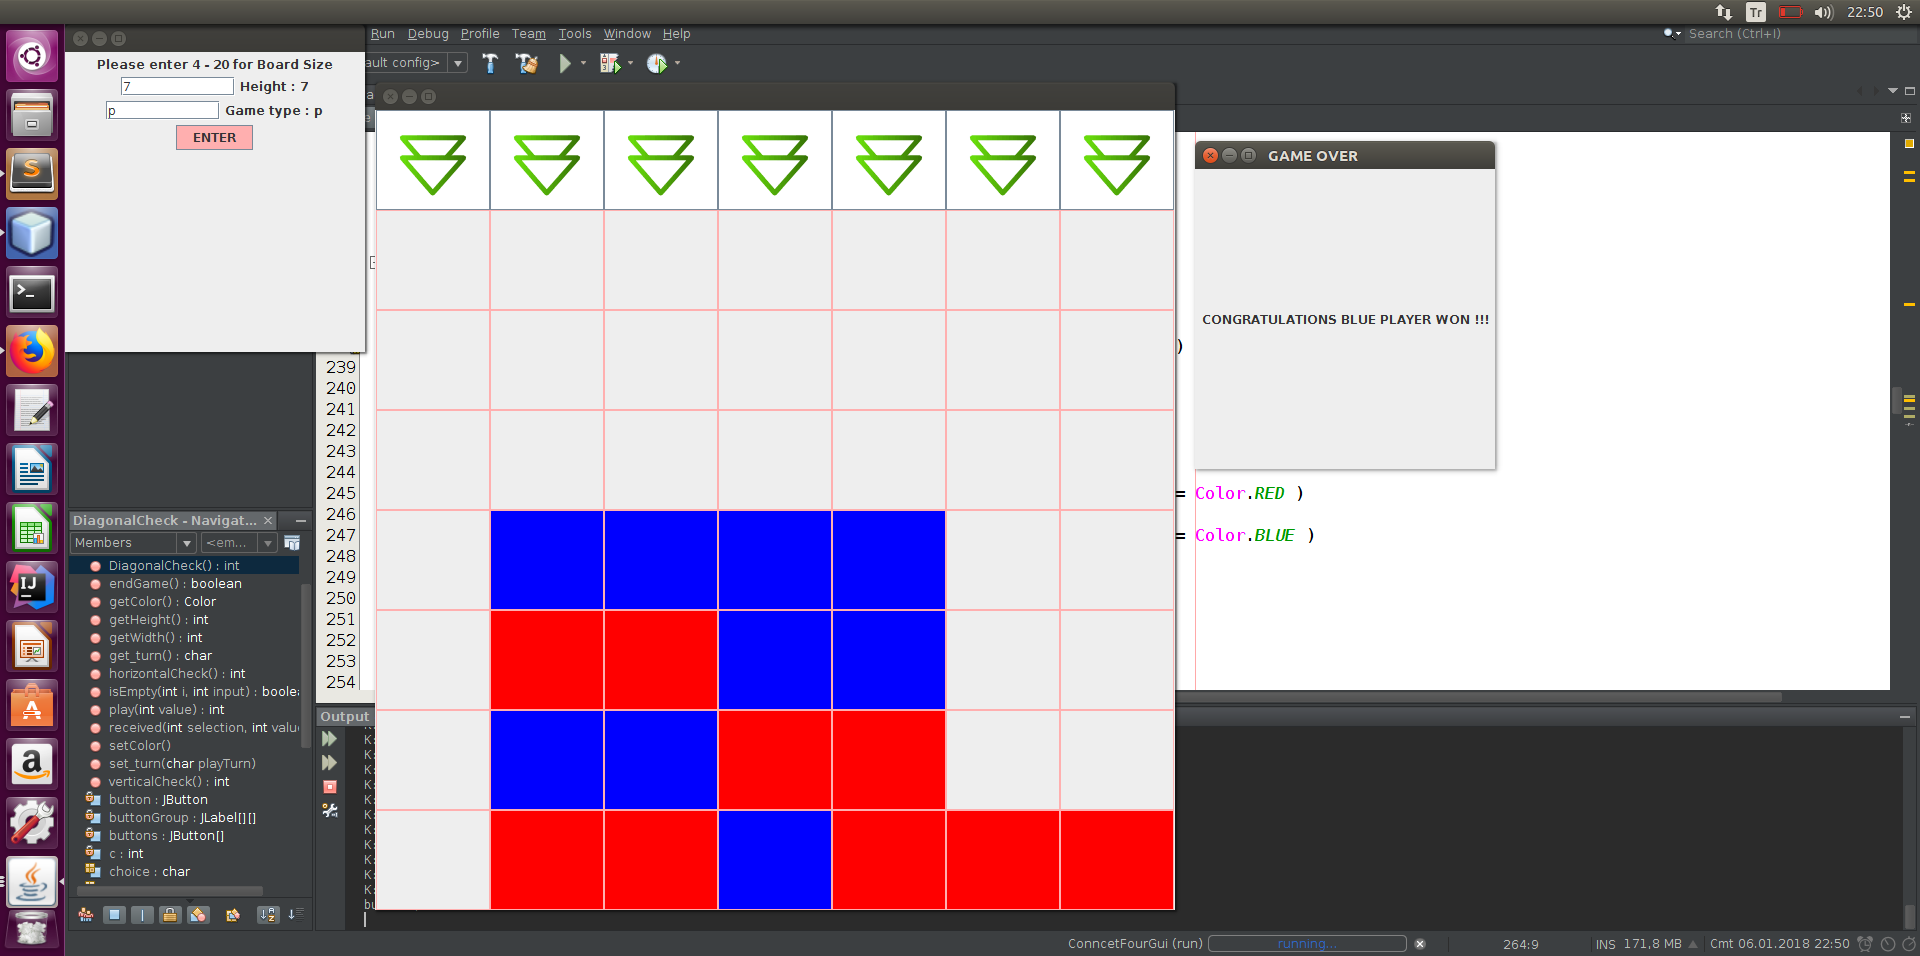 Tr
22:50
Run Debug Profile Team Tools Window Help
Search (Ctrl+I)
Please enter 4 - 20 for Board Size
7 Height : 7
p Game type : p
ENTER
ault config>
GAME OVER
CONGRATULATIONS BLUE PLAYER WON !!!
)
239
240
241
242
243
244
245
= Color.RED )
246
247
= Color.BLUE )
248
249
250
251
252
253
254
DiagonalCheck - Navigat...
Members
<em...
DiagonalCheck() : int
endGame() : boolean
getColor() : Color
getHeight() : int
getWidth() : int
get_turn() : char
horizontalCheck() : int
isEmpty(int i, int input) : boolea
play(int value) : int
received(int selection, int valu
setColor()
set_turn(char playTurn)
verticalCheck() : int
button : JButton
buttonGroup : JLabel[][]
buttons : JButton[]
c : int
choice : char
Output
ConncetFourGui (run)
running...
264:9
INS
171,8 MB
Cmt 06.01.2018 22:50